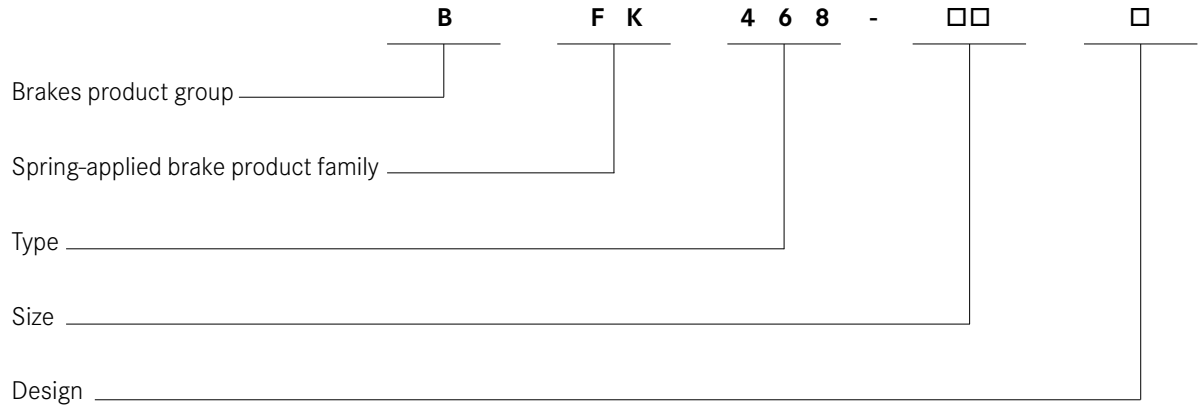 B F K 4 6 8 - □□ □
Brakes product group
Spring-applied brake product family
Type
Size
Design